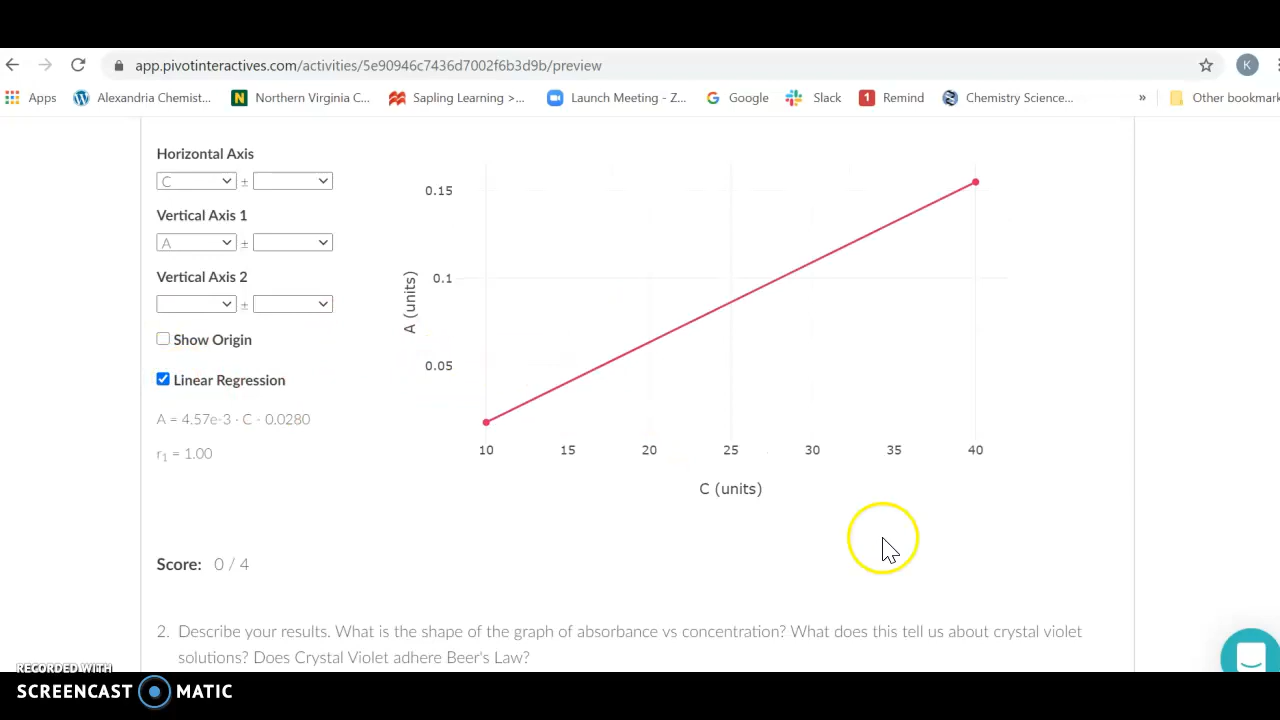 app.pivotinteractives.com/activities/5e90946c7436d7002f6b3d9b/preview
K
Apps
Alexandria Chemist...
N
Northern Virginia C...
Sapling Learning >...
Launch Meeting - Z...
Google
Slack
1
Remind
Chemistry Science...
»
Other bookmark
Horizontal Axis
C ±
Vertical Axis 1
A ±
Vertical Axis 2
±
Show Origin
Linear Regression
A = 4.57e-3 · C - 0.0280
r1 = 1.00
0.15
0.1
0.05
A (units)
10 15 20 25 30 35 40
C (units)
Score: 0 / 4
2. Describe your results. What is the shape of the graph of absorbance vs concentration? What does this tell us about crystal violet
solutions? Does Crystal Violet adhere Beer's Law?
RECORDED WITH
SCREENCAST MATIC